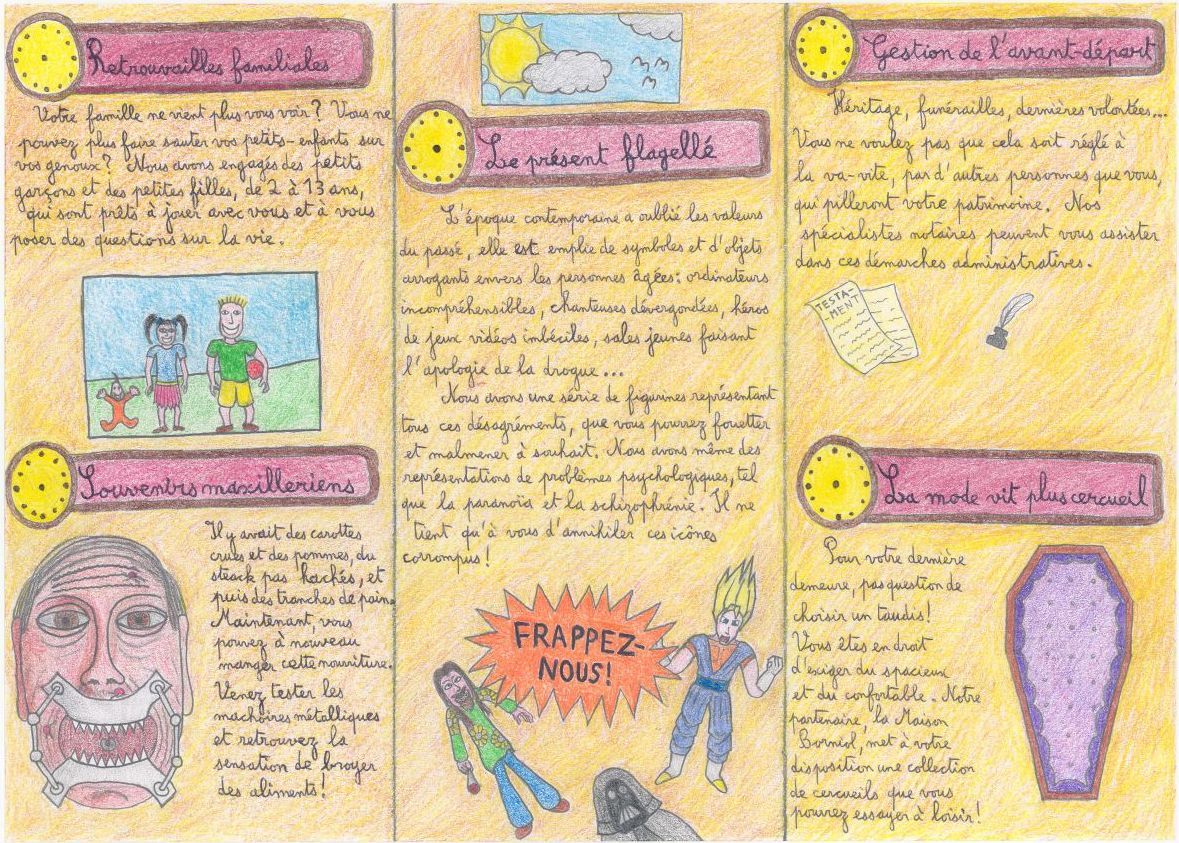 Retrouvailles familiales
Votre famille ne vient plus vous voir? Vous ne
pouvez plus faire sauter vos petits-enfants sur
vos genoux? Nous avons engagés des petits
garçons et des petites filles, de 2 à 13 ans,
qui sont prêts à jouer avec vous et à vous
poser des questions sur la vie.
Souvenirs maxilleriens
Il y avait des carottes
crues et des pommes, du
steack pas hachés, et
puis des tranches de pain.
Maintenant, vous
pouvez à nouveau
manger cette nourriture.
Venez tester les
machoires métalliques
et retrouvez la
sensation de broyer
des aliments!
Le présent flagellé
L'époque contemporaine a oublié les valeurs
du passé, elle est emplie de symboles et d'objets
arrogants envers les personnes âgées: ordinateurs
incompréhensibles, chanteuses dévergondées, héros
de jeux vidéos imbéciles, sales jeunes faisant
l'apologie de la drogue...
Nous avons une série de figurines représentant
tous ces désagréments, que vous pourrez fouetter
et malmener à souhait. Nous avons même des
représentations de problèmes psychologiques, tel
que la paranoïa et la schizophrénie. Il ne
tient qu'à vous d'annihiler ces icônes
corrompus!
FRAPPEZ-
NOUS!
Gestion de l'avant-départ
Héritage, funérailles, dernières volontées...
Vous ne voulez pas que cela soit réglé à
la va-vite, par d'autres personnes que vous,
qui pilleront votre patrimoine. Nos
spécialistes notaires peuvent vous assister
dans ces démarches administratives.
TESTA-
MENT
La mode vit plus cercueil
Pour votre dernière
demeure, pas question de
choisir un taudis!
Vous êtes en droit
d'exiger du spacieux
et du confortable. Notre
partenaire, la Maison
Borniol, met à votre
disposition une collection
de cercueils que vous
pourrez essayer à loisir!